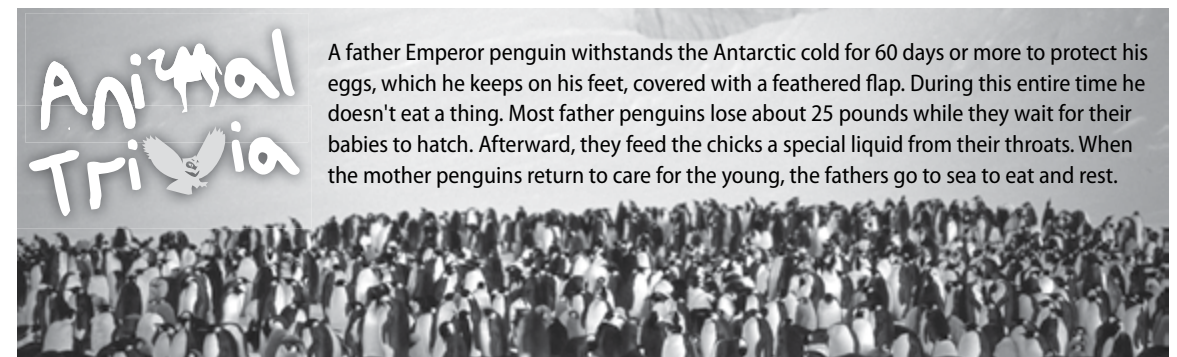 Animal
Trivia
A father Emperor penguin withstands the Antarctic cold for 60 days or more to protect his
eggs, which he keeps on his feet, covered with a feathered flap. During this entire time he
doesn't eat a thing. Most father penguins lose about 25 pounds while they wait for their
babies to hatch. Afterward, they feed the chicks a special liquid from their throats. When
the mother penguins return to care for the young, the fathers go to sea to eat and rest.